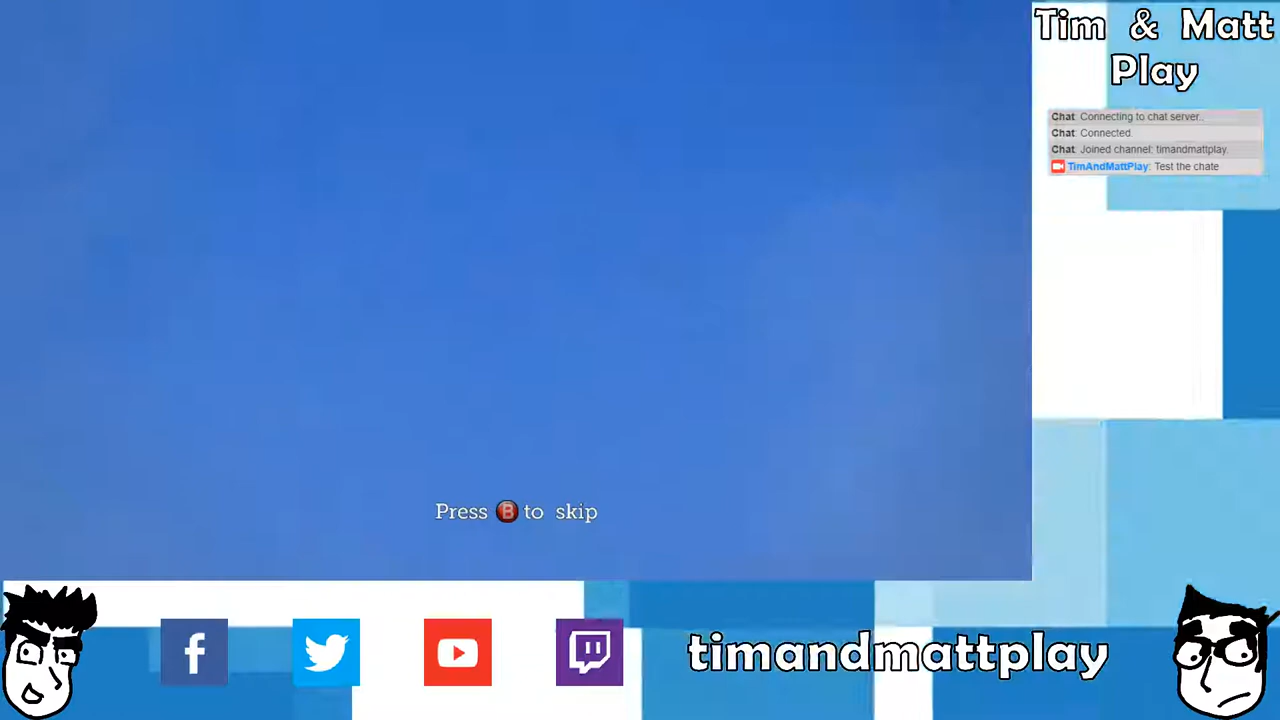 Tim & Matt
Play
Chat: Connecting to chat server..
Chat: Connected.
Chat: Joined channel: timandmattplay.
TimAndMattPlay: Test the chate
Press B to skip
timandmattplay